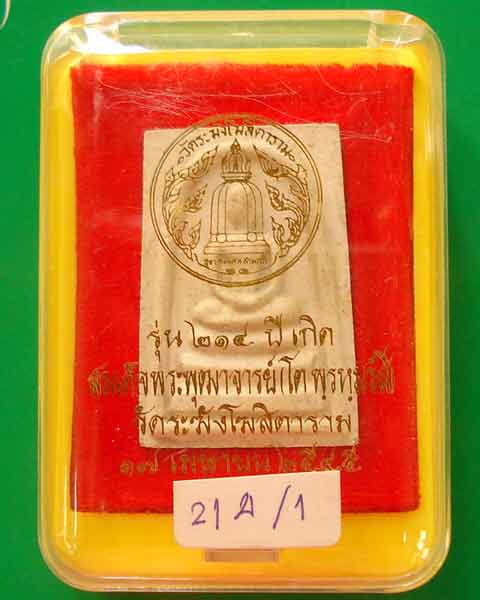 วัดระฆังโฆสิตาราม
รุ่น ๒๑๔ ปี เกิด
สมเด็จพระพุฒาจารย์(โต พฺรหฺมรํสี)
วัดระฆังโฆสิตาราม
๑๗ เมษายน ๒๕๔๕
21 ย/1